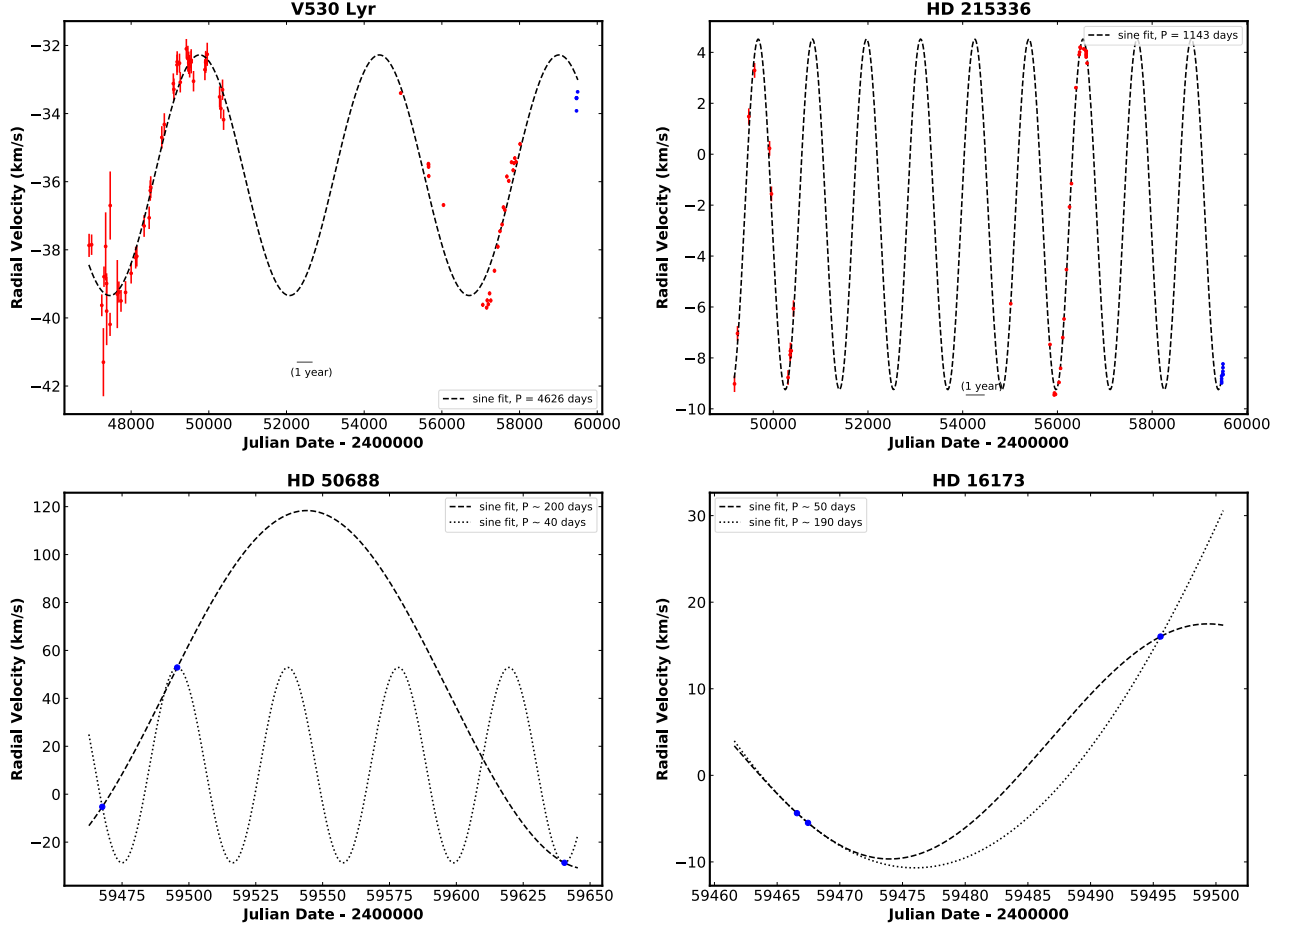 V530 Lyr
Radial Velocity (km/s)
−32
−34
−36
−38
−40
−42
(1 year)
sine fit, P = 4626 days
48000 50000 52000 54000 56000 58000 60000
Julian Date - 2400000
HD 215336
Radial Velocity (km/s)
4
2
0
−2
−4
−6
−8
−10
sine fit, P = 1143 days
(1 year)
50000 52000 54000 56000 58000 60000
Julian Date - 2400000
HD 50688
Radial Velocity (km/s)
120
100
80
60
40
20
0
−20
sine fit, P ~ 200 days
sine fit, P ~ 40 days
59475 59500 59525 59550 59575 59600 59625 59650
Julian Date - 2400000
HD 16173
Radial Velocity (km/s)
30
20
10
0
−10
sine fit, P ~ 50 days
sine fit, P ~ 190 days
59460 59465 59470 59475 59480 59485 59490 59495 59500
Julian Date - 2400000